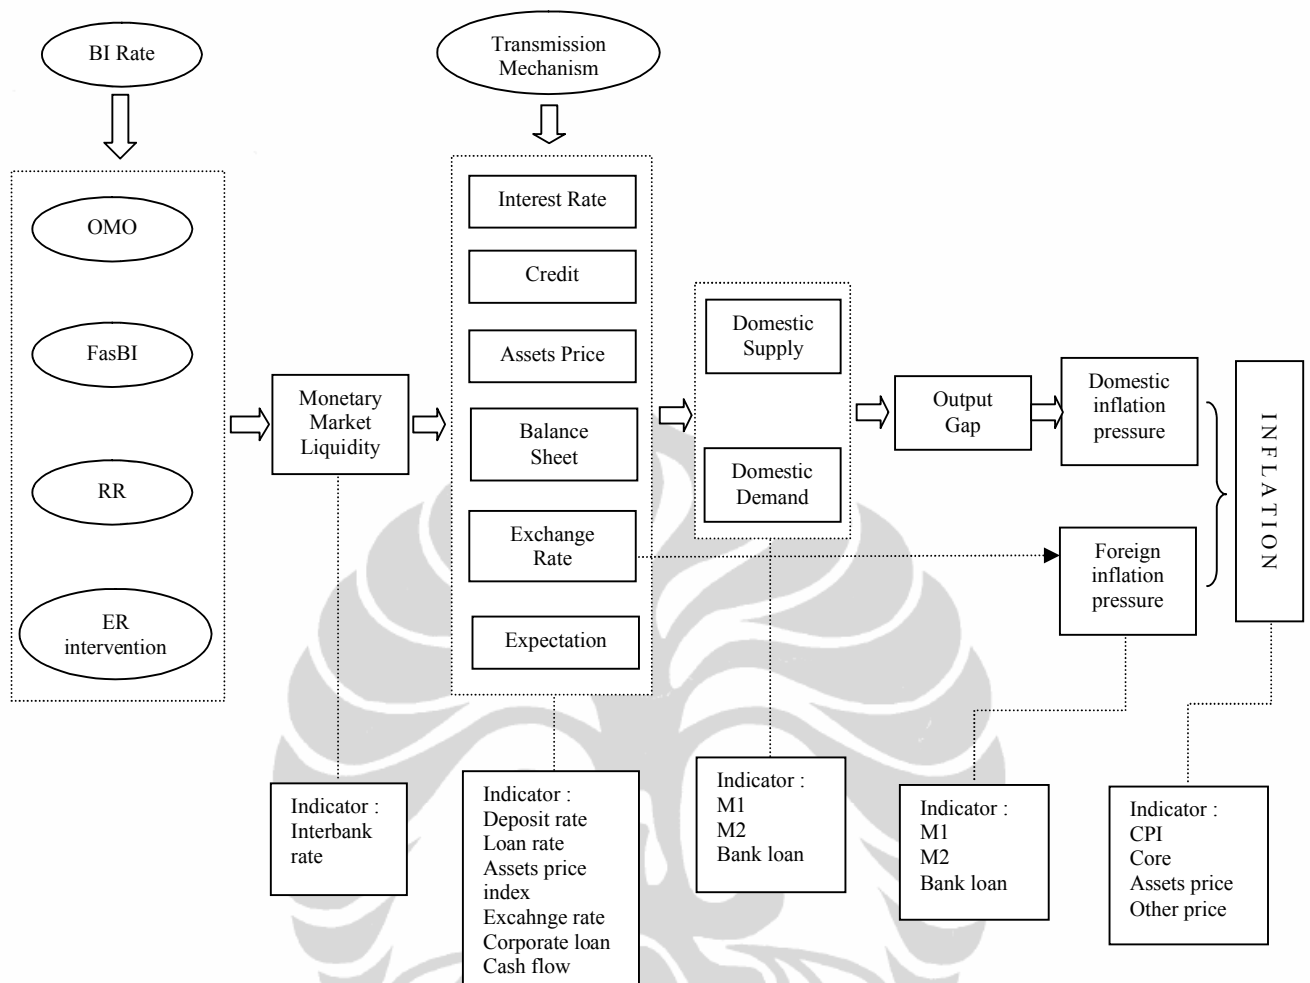 BI Rate
Transmission
Mechanism
OMO
FasBI
RR
ER
intervention
Monetary
Market
Liquidity
Interest Rate
Credit
Assets Price
Balance
Sheet
Exchange
Rate
Expectation
Domestic
Supply
Domestic
Demand
Output
Gap
Domestic
inflation
pressure
Foreign
inflation
pressure
INFLATION
Indicator :
Interbank
rate
Indicator :
Deposit rate
Loan rate
Assets price
index
Excahnge rate
Corporate loan
Cash flow
Indicator :
M1
M2
Bank loan
Indicator :
M1
M2
Bank loan
Indicator :
CPI
Core
Assets price
Other price